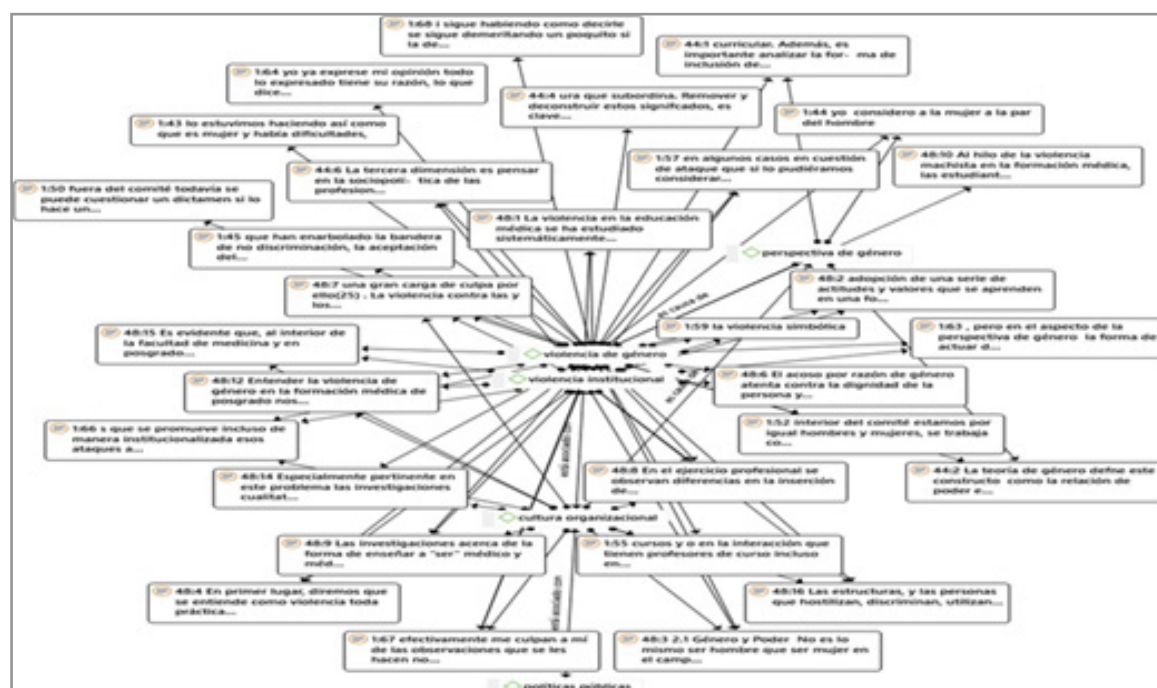 1:68 i sigue habiendo como decirle
se sigue demeritando un poquito si
la de...
44:1 curricular. Además, es
importante analizar la for- ma de
inclusión de...
1:64 yo ya exprese mi opinión todo
lo expresado tiene su razón, lo que
dice...
44:4 ura que subordina. Remover y
deconstruir estos signifcados, es
clave...
1:44 yo considero a la mujer a la par
del hombre
1:43 lo estuvimos haciendo así como
que es mujer y había dificultades,
44:6 La tercera dimensión es pensar
en la sociopolí- tica de las
profesion...
1:57 en algunos casos en cuestión
de ataque que si lo pudiéramos
considerar...
48:10 Al hilo de la violencia
machista en la formación médica,
las estudiant...
1:50 fuera del comité todavía se
puede cuestionar un dictamen si lo
hace un...
48:1 La violencia en la educación
médica se ha estudiado
sistemáticamente...
1:45 que han enarbolado la bandera
de no discriminación, la aceptación
del...
perspectiva de género
48:7 una gran carga de culpa por
ello(25) . La violencia contra las y
los...
48:2 adopción de una serie de
actitudes y valores que se aprenden
en una fo...
es causa de
1:59 la violencia simbólica
48:15 Es evidente que, al interior de
la facultad de medicina y en
posgrado...
1:63 , pero en el aspecto de la
perspectiva de género la forma de
actuar d...
violencia de género
violencia institucional
48:12 Entender la violencia de
género en la formación médica de
posgrado nos...
48:6 El acoso por razón de género
atenta contra la dignidad de la
persona y...
es causa de
1:66 s que se promueve incluso de
manera institucionalizada esos
ataques a...
1:52 interior del comité estamos por
igual hombres y mujeres, se trabaja
co...
está asociado con
48:14 Especialmente pertinente en
este problema las investigaciones
cualitat...
48:8 En el ejercicio profesional se
observan diferencias en la inserción
de...
44:2 La teoría de género defne este
constructo como la relación de
poder e...
cultura organizacional
48:9 Las investigaciones acerca de la
forma de enseñar a "ser" médico y
méd...
1:55 cursos y o en la interacción que
tienen profesores de curso incluso
en...
48:4 En primer lugar, diremos que
se entiende como violencia toda
práctica...
48:16 Las estructuras, y las personas
que hostilizan, discriminan, utilizan...
está asociado con
1:67 efectivamente me culpan a mí
de las observaciones que se les
hacen no...
48:3 2.1 Género y Poder No es lo
mismo ser hombre que ser mujer en
el camp...
políticas públicas